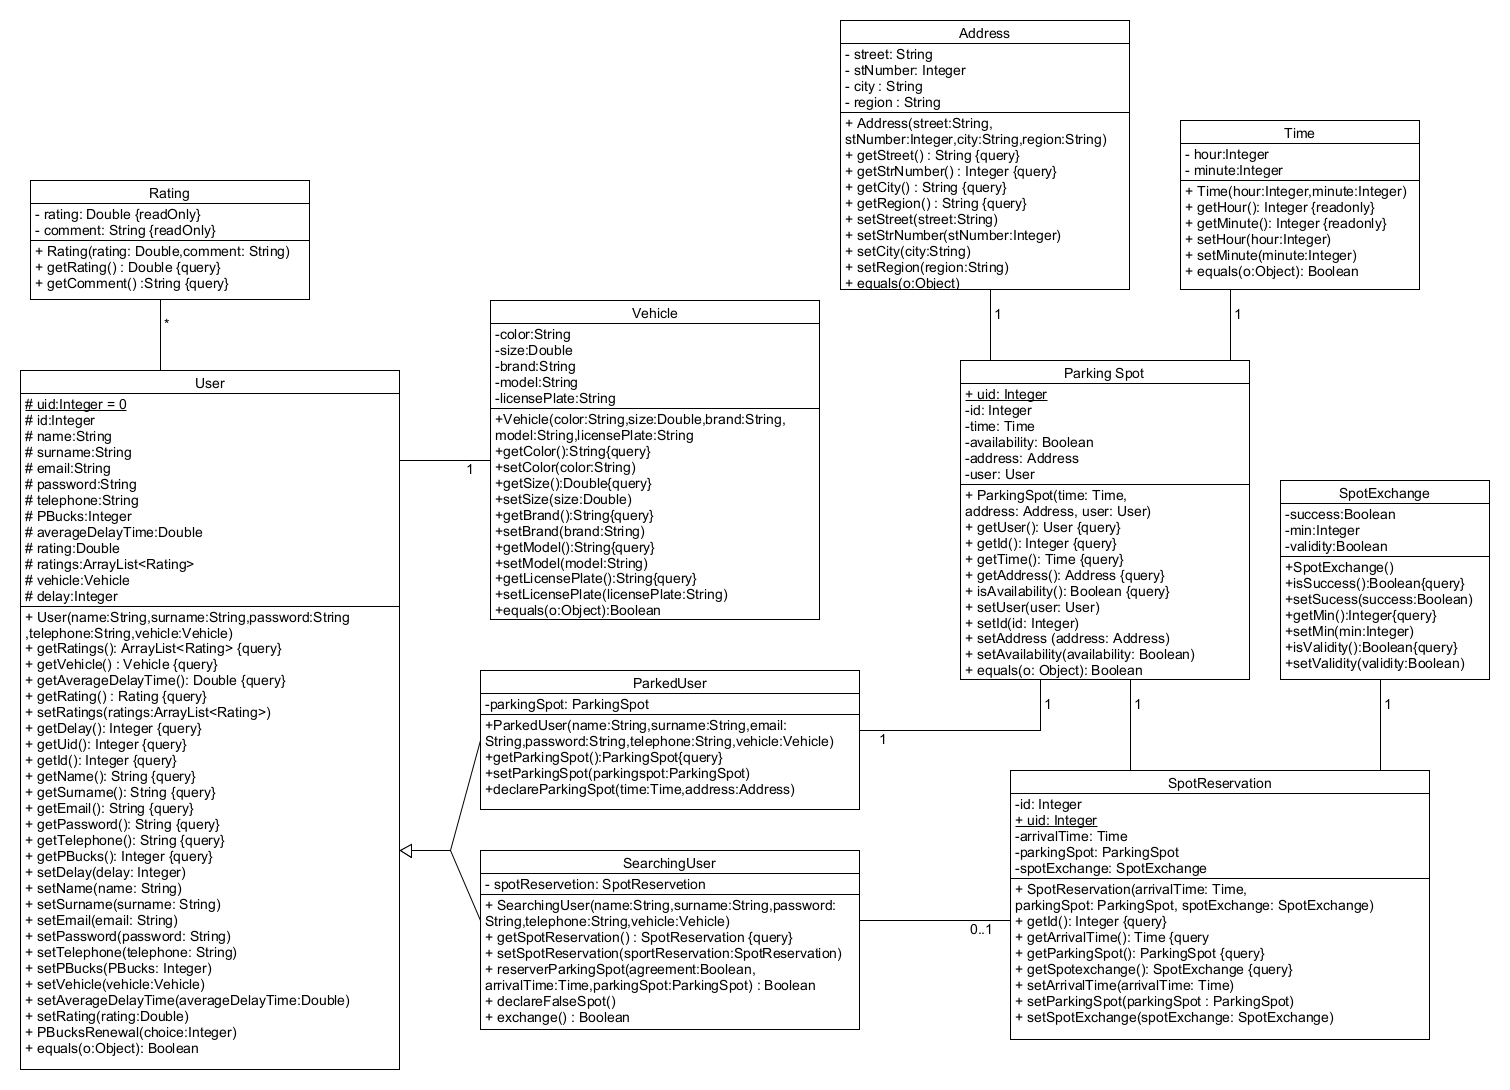 Address
- street: String
- stNumber: Integer
- city : String
- region : String
+ Address(street:String,
stNumber:Integer,city:String,region:String)
+ getStreet() : String {query}
+ getStrNumber() : Integer {query}
+ getCity() : String {query}
+ getRegion() : String {query}
+ setStreet(street:String)
+ setStrNumber(stNumber:Integer)
+ setCity(city:String)
+ setRegion(region:String)
+ equals(o:Object)
1
Time
- hour:Integer
- minute:Integer
+ Time(hour:Integer,minute:Integer)
+ getHour(): Integer {readonly}
+ getMinute(): Integer {readonly}
+ setHour(hour:Integer)
+ setMinute(minute:Integer)
+ equals(o:Object): Boolean
1
Rating
- rating: Double {readOnly}
- comment: String {readOnly}
+ Rating(rating: Double,comment: String)
+ getRating() : Double {query}
+ getComment() :String {query}
*
Vehicle
-color:String
-size:Double
-brand:String
-model:String
-licensePlate:String
+Vehicle(color:String,size:Double,brand:String,
model:String,licensePlate:String
+getColor():String{query}
+setColor(color:String)
+getSize():Double{query}
+setSize(size:Double)
+getBrand():String{query}
+setBrand(brand:String)
+getModel():String{query}
+setModel(model:String)
+getLicensePlate():String{query}
+setLicensePlate(licensePlate:String)
+equals(o:Object):Boolean
1
User
# uid:Integer = 0
# id:Integer
# name:String
# surname:String
# email:String
# password:String
# telephone:String
# PBucks:Integer
# averageDelayTime:Double
# rating:Double
# ratings:ArrayList<Rating>
# vehicle:Vehicle
# delay:Integer
+ User(name:String,surname:String,password:String
,telephone:String,vehicle:Vehicle)
+ getRatings(): ArrayList<Rating> {query}
+ getVehicle() : Vehicle {query}
+ getAverageDelayTime(): Double {query}
+ getRating() : Rating {query}
+ setRatings(ratings:ArrayList<Rating>)
+ getDelay(): Integer {query}
+ getUid(): Integer {query}
+ getId(): Integer {query}
+ getName(): String {query}
+ getSurname(): String {query}
+ getEmail(): String {query}
+ getPassword(): String {query}
+ getTelephone(): String {query}
+ getPBucks(): Integer {query}
+ setDelay(delay: Integer)
+ setName(name: String)
+ setSurname(surname: String)
+ setEmail(email: String)
+ setPassword(password: String)
+ setTelephone(telephone: String)
+ setPBucks(PBucks: Integer)
+ setVehicle(vehicle:Vehicle)
+ setAverageDelayTime(averageDelayTime:Double)
+ setRating(rating:Double)
+ PBucksRenewal(choice:Integer)
+ equals(o:Object): Boolean
Parking Spot
+ uid: Integer
-id: Integer
-time: Time
-availability: Boolean
-address: Address
-user: User
+ ParkingSpot(time: Time,
address: Address, user: User)
+ getUser(): User {query}
+ getId(): Integer {query}
+ getTime(): Time {query}
+ getAddress(): Address {query}
+ isAvailability(): Boolean {query}
+ setUser(user: User)
+ setId(id: Integer)
+ setAddress (address: Address)
+ setAvailability(availability: Boolean)
+ equals(o: Object): Boolean
1
1
SpotExchange
-success:Boolean
-min:Integer
-validity:Boolean
+SpotExchange()
+isSuccess():Boolean{query}
+setSucess(success:Boolean)
+getMin():Integer{query}
+setMin(min:Integer)
+isValidity():Boolean{query}
+setValidity(validity:Boolean)
1
ParkedUser
-parkingSpot: ParkingSpot
+ParkedUser(name:String,surname:String,email:
String,password:String,telephone:String,vehicle:Vehicle)
+getParkingSpot():ParkingSpot{query}
+setParkingSpot(parkingspot:ParkingSpot)
+declareParkingSpot(time:Time,address:Address)
1
SearchingUser
- spotReservetion: SpotReservetion
+ SearchingUser(name:String,surname:String,password:
String,telephone:String,vehicle:Vehicle)
+ getSpotReservation() : SpotReservation {query}
+ setSpotReservation(sportReservation:SpotReservation)
+ reserverParkingSpot(agreement:Boolean,
arrivalTime:Time,parkingSpot:ParkingSpot) : Boolean
+ declareFalseSpot()
+ exchange() : Boolean
0..1
SpotReservation
-id: Integer
+ uid: Integer
-arrivalTime: Time
-parkingSpot: ParkingSpot
-spotExchange: SpotExchange
+ SpotReservation(arrivalTime: Time,
parkingSpot: ParkingSpot, spotExchange: SpotExchange)
+ getId(): Integer {query}
+ getArrivalTime(): Time {query
+ getParkingSpot(): ParkingSpot {query}
+ getSpotexchange(): SpotExchange {query}
+ setArrivalTime(arrivalTime: Time)
+ setParkingSpot(parkingSpot : ParkingSpot)
+ setSpotExchange(spotExchange: SpotExchange)